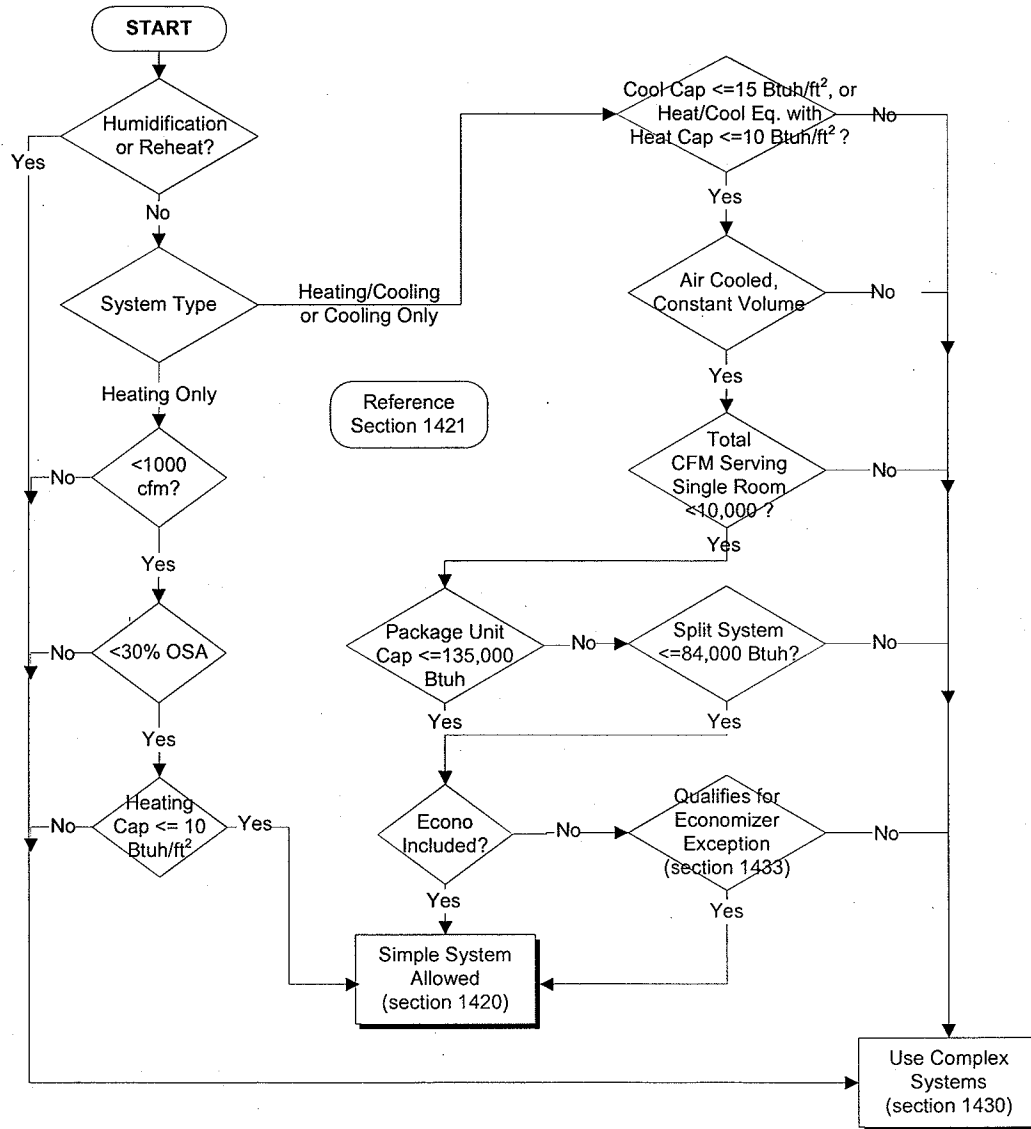 START
Humidification
or Reheat?
Yes
No
System Type
Heating/Cooling
or Cooling Only
Heating Only
Reference
Section 1421
<1000
cfm?
No
Yes
<30% OSA
No
Yes
Heating
Cap <= 10
Btuh/ft²
No
Yes
Cool Cap <=15 Btuh/ft², or
Heat/Cool Eq. with
Heat Cap <=10 Btuh/ft² ?
No
Yes
Air Cooled,
Constant Volume
No
Yes
Total
CFM Serving
Single Room
<10,000 ?
No
Yes
Package Unit
Cap <=135,000
Btuh
No
Yes
Split System
<=84,000 Btuh?
No
Yes
Econo
Included?
No
Yes
Qualifies for
Economizer
Exception
(section 1433)
No
Yes
Simple System
Allowed
(section 1420)
Use Complex
Systems
(section 1430)